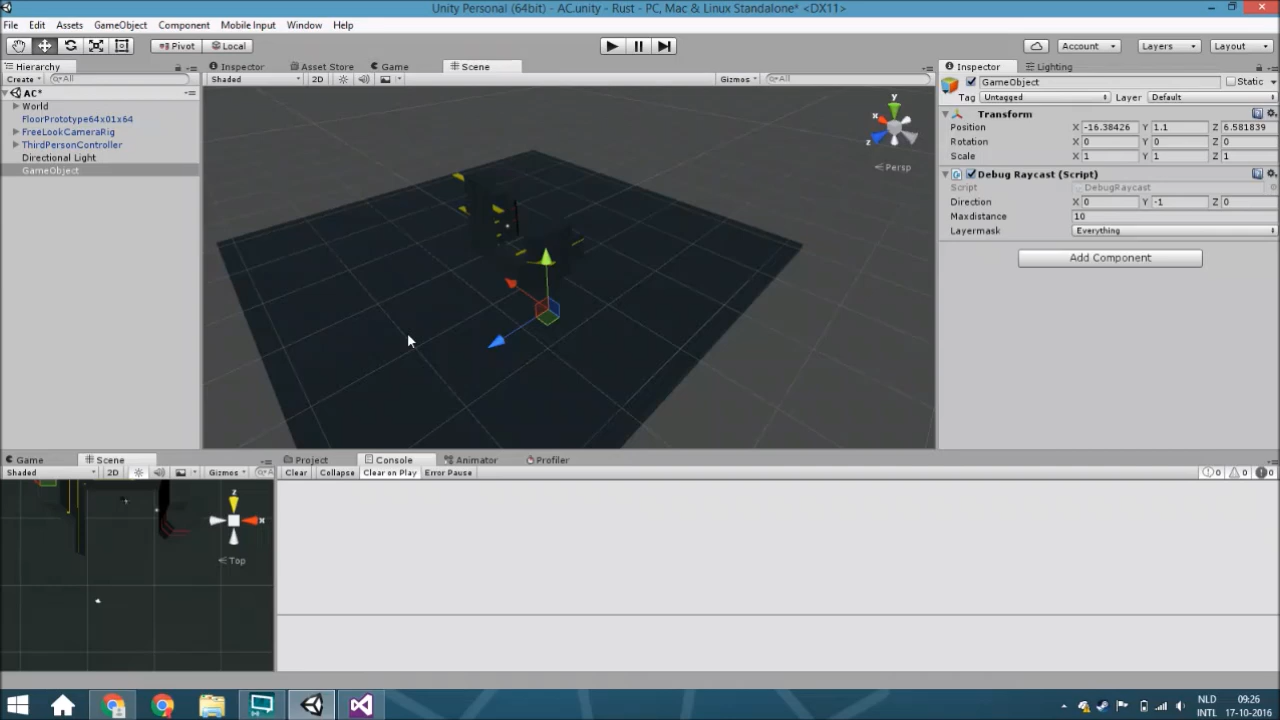 Unity Personal (64bit) - AC.unity - Rust - PC, Mac & Linux Standalone* <DX11>
File Edit Assets GameObject Component Mobile Input Window Help
Pivot Local Account Layers Layout
Hierarchy
Create All
AC*
World
FloorPrototype64x01x64
FreeLookCameraRig
ThirdPersonController
Directional Light
GameObject
Inspector Asset Store Game Scene
Shaded 2D Gizmos All
y
x
z
Persp
Inspector Lighting
GameObject Static
Tag Untagged Layer Default
Transform
Position X -16.38426 Y 1.1 Z 6.581839
Rotation X 0 Y 0 Z 0
Scale X 1 Y 1 Z 1
Debug Raycast (Script)
Script DebugRaycast
Direction X 0 Y -1 Z 0
Maxdistance 10
Layermask Everything
Add Component
Game Scene
Shaded 2D Gizmos
z
x
Top
Project Console Animator Profiler
Clear Collapse Clear on Play Error Pause 0 0 0
NLD 09:26
INTL 17-10-2016